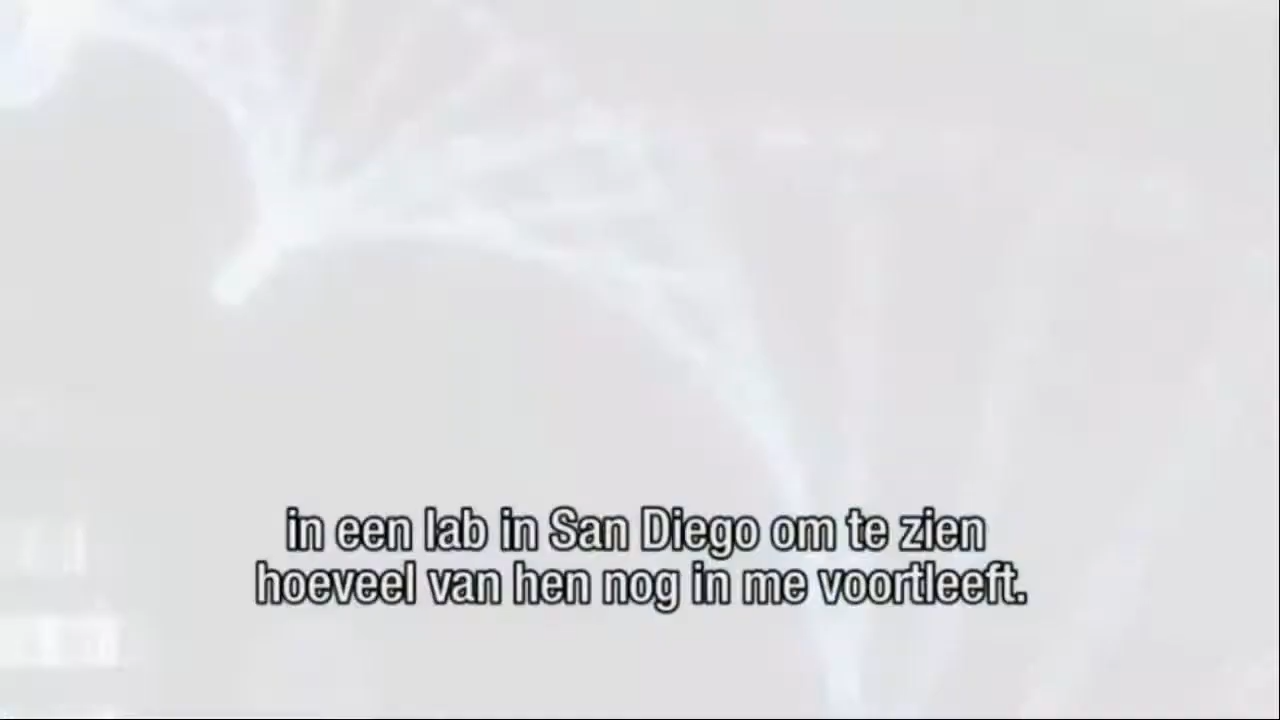 in een lab in San Diego om te zien
hoeveel van hen nog in me voortleeft.